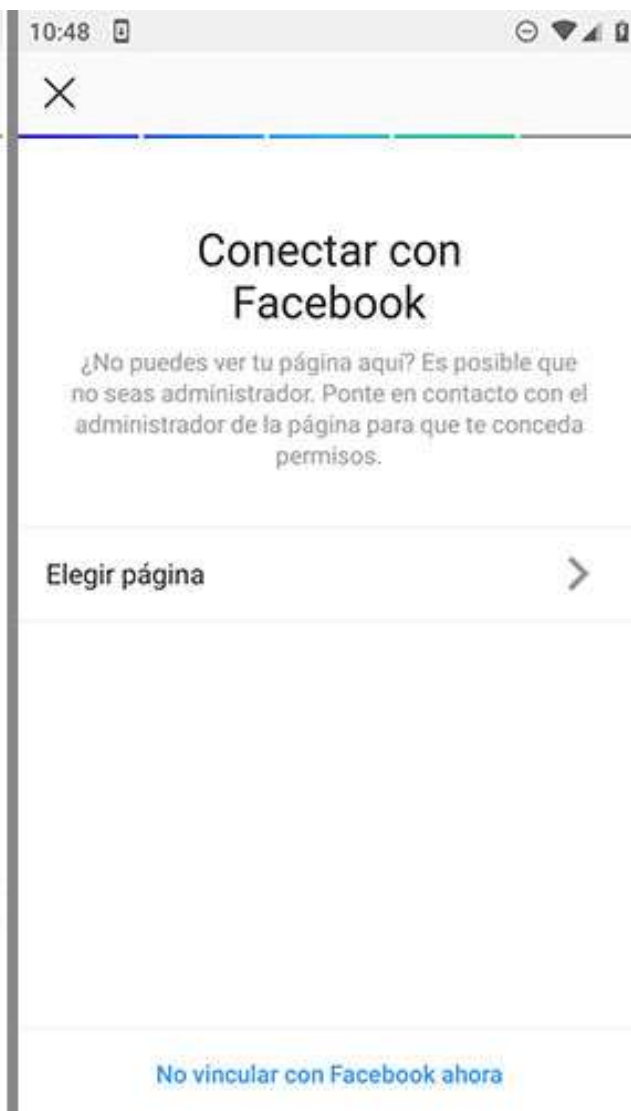 10:48
Conectar con
Facebook
¿No puedes ver tu página aquí? Es posible que
no seas administrador. Ponte en contacto con el
administrador de la página para que te conceda
permisos.
Elegir página
No vincular con Facebook ahora